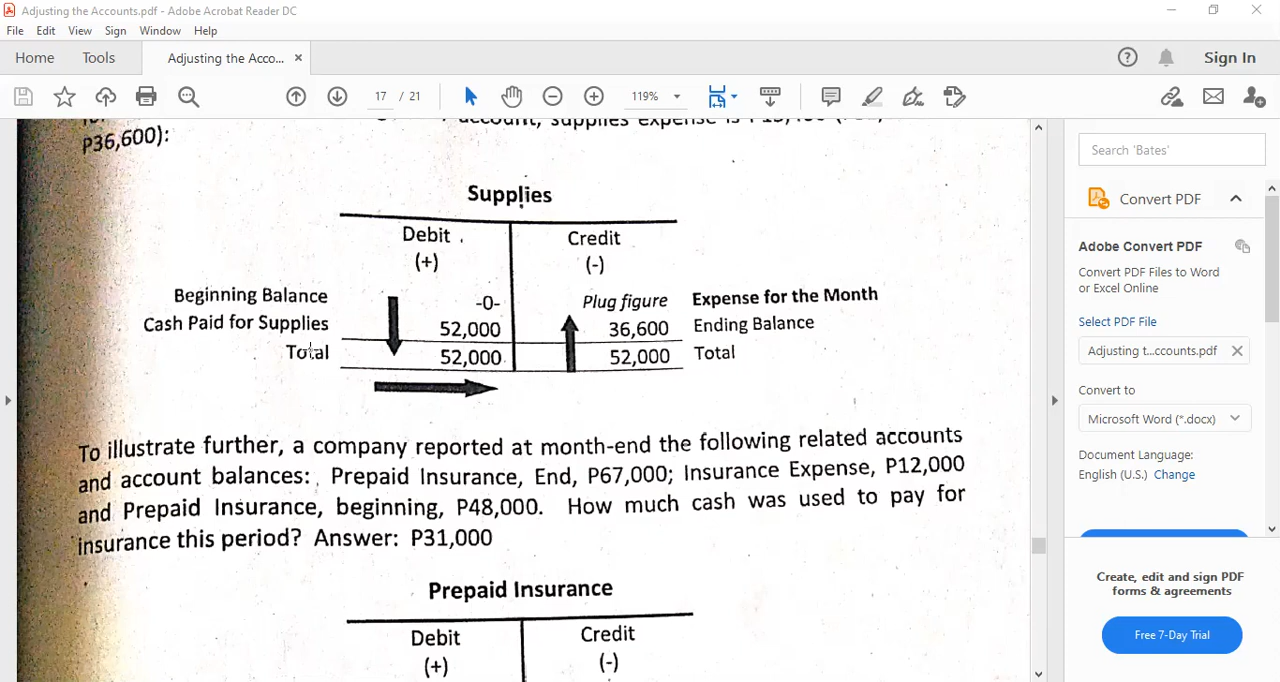 Adjusting the Accounts.pdf - Adobe Acrobat Reader DC
File Edit View Sign Window Help
Home Tools Adjusting the Acco... × Sign In
17 / 21 119%
account, supplies expense is
P36,600):
Supplies
Debit Credit
(+) (-)
Beginning Balance -0- Plug figure Expense for the Month
Cash Paid for Supplies 52,000 36,600 Ending Balance
Total 52,000 52,000 Total
To illustrate further, a company reported at month-end the following related accounts
and account balances: Prepaid Insurance, End, P67,000; Insurance Expense, P12,000
and Prepaid Insurance, beginning, P48,000. How much cash was used to pay for
insurance this period? Answer: P31,000
Prepaid Insurance
Debit Credit
(+) (-)
Search 'Bates'
Convert PDF
Adobe Convert PDF
Convert PDF Files to Word
or Excel Online
Select PDF File
Adjusting t...ccounts.pdf
Convert to
Microsoft Word (*.docx)
Document Language:
English (U.S.) Change
Create, edit and sign PDF
forms & agreements
Free 7-Day Trial